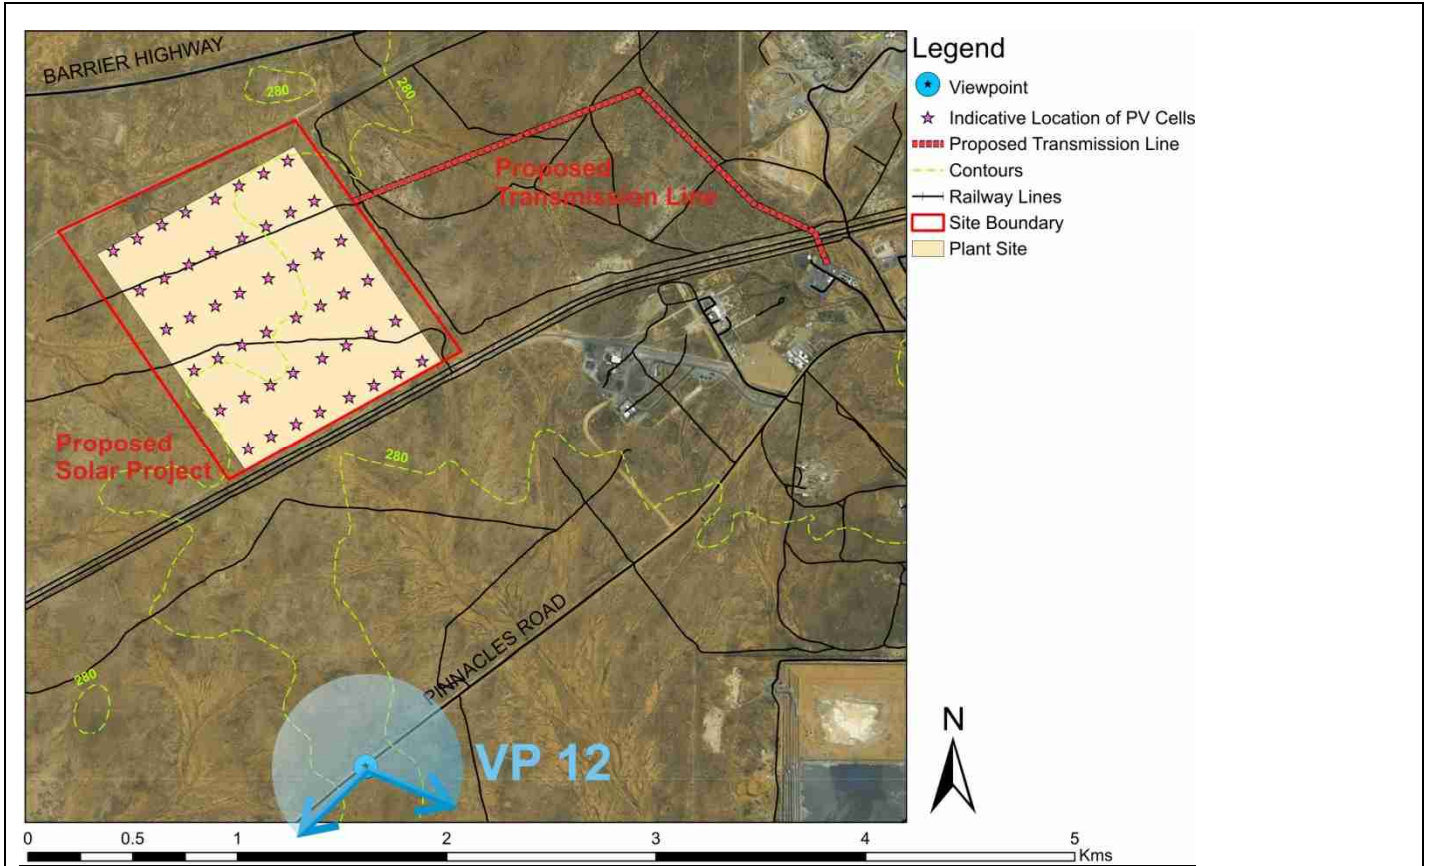 BARRIER HIGHWAY
280
280
Proposed
Transmission Line
Proposed
Solar Project
280
280
PINNACLES ROAD
VP 12
Legend
Viewpoint
Indicative Location of PV Cells
Proposed Transmission Line
Contours
Railway Lines
Site Boundary
Plant Site
N
0 0.5 1 2 3 4 5
Kms